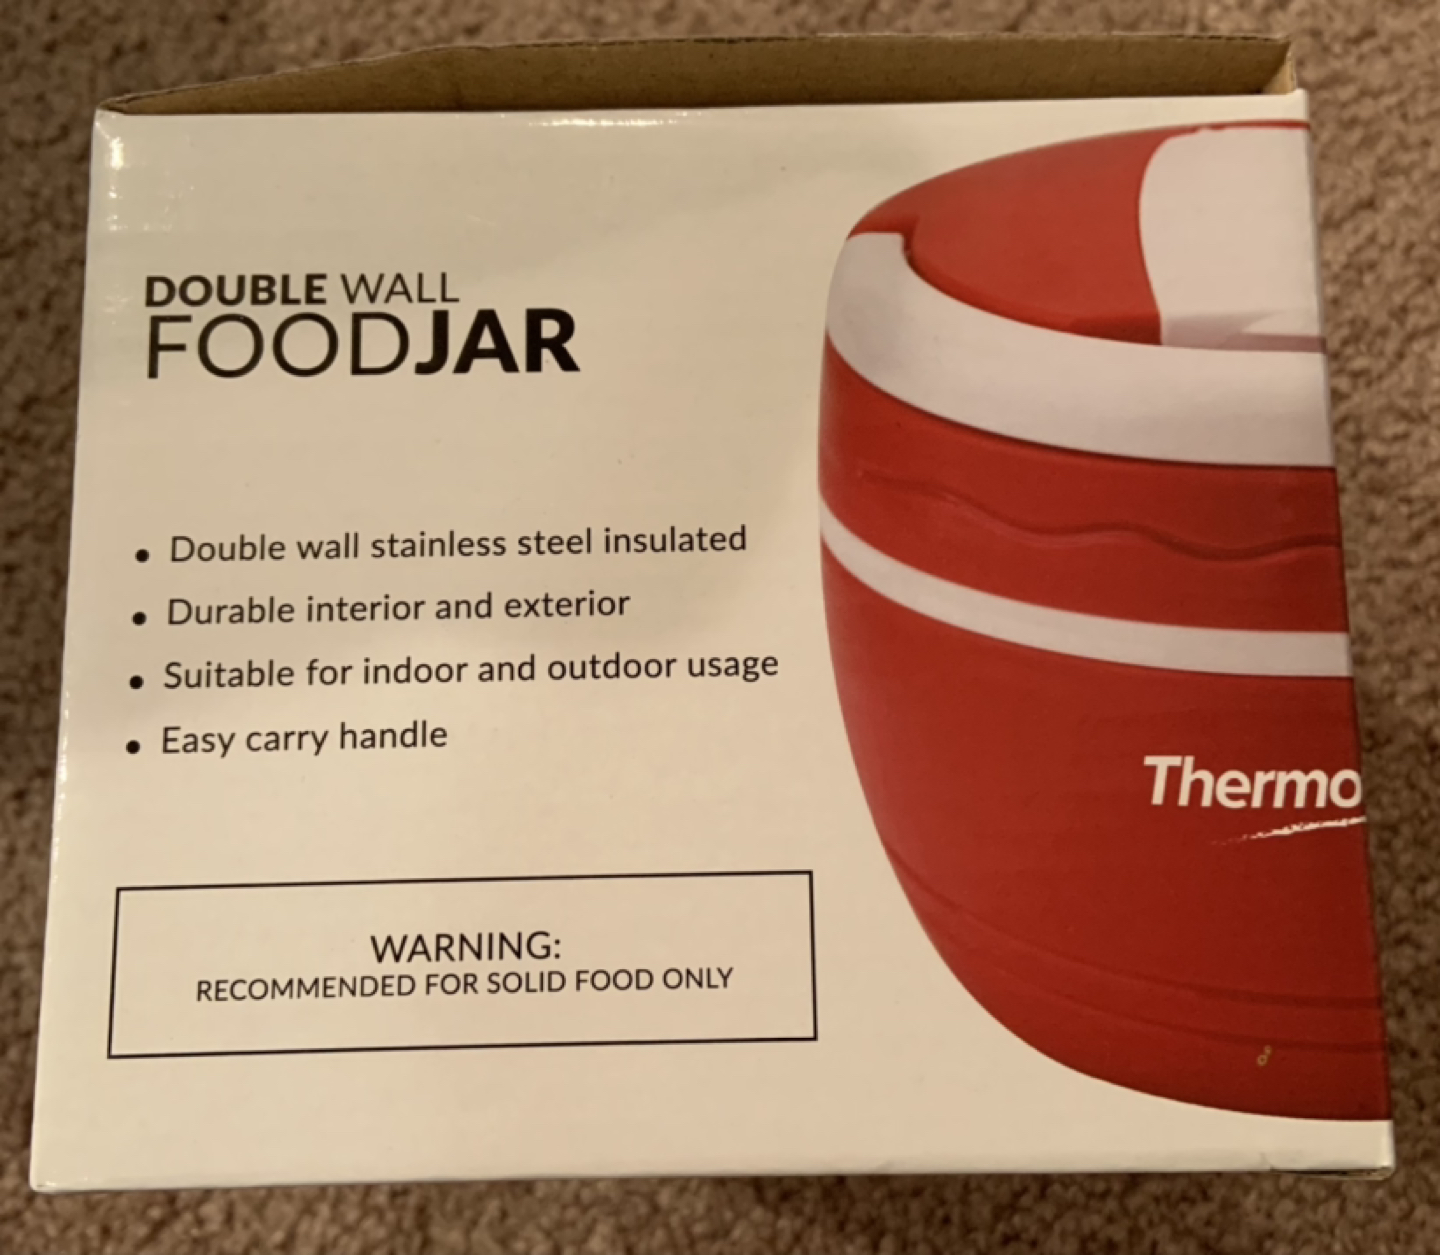 DOUBLE WALL
FOODJAR
• Double wall stainless steel insulated
• Durable interior and exterior
• Suitable for indoor and outdoor usage
• Easy carry handle
WARNING:
RECOMMENDED FOR SOLID FOOD ONLY
Thermo